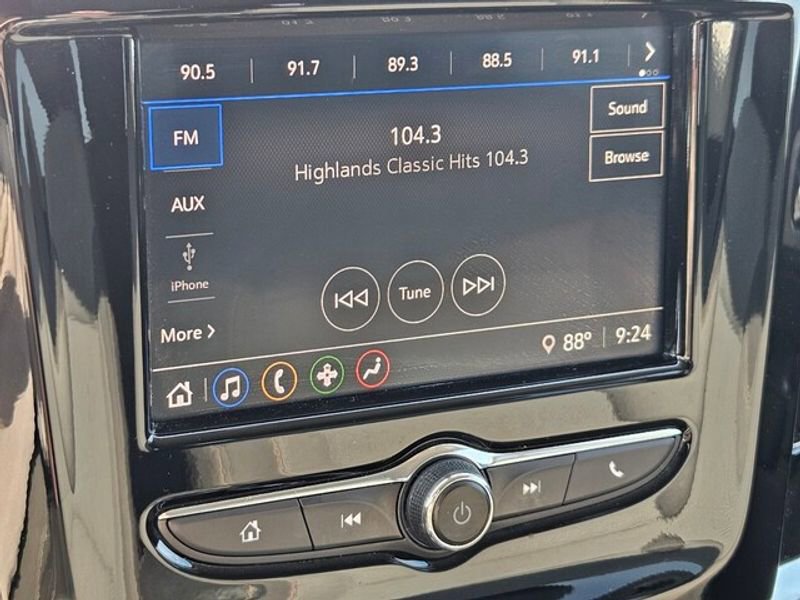 90.5 91.7 89.3 88.5 91.1
FM
104.3
Sound
Highlands Classic Hits 104.3
Browse
AUX
iPhone
Tune
More
88° 9:24